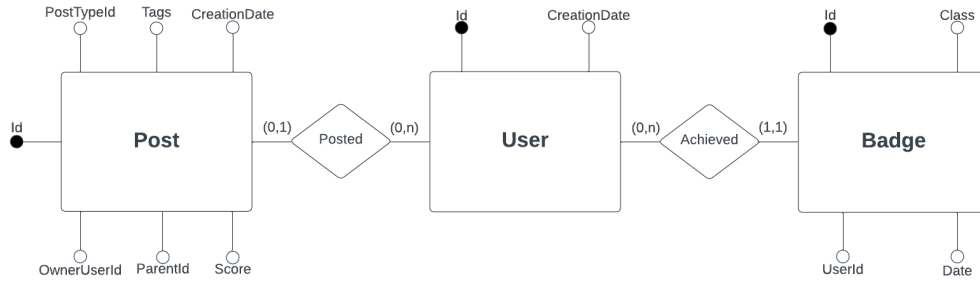 PostTypeId Tags CreationDate Id CreationDate Id Class
Id Post (0,1) Posted (0,n) User (0,n) Achieved (1,1) Badge
OwnerUserId ParentId Score UserId Date